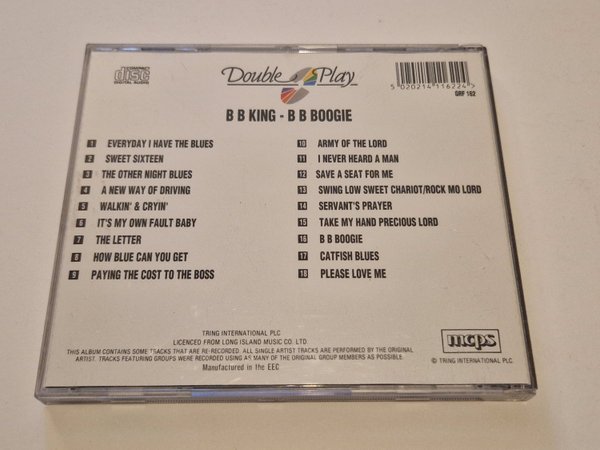 COMPACT
disc
DIGITAL AUDIO
Double Play
5 020214 116224 >
GRF 162
B B KING - B B BOOGIE
1 EVERYDAY I HAVE THE BLUES
2 SWEET SIXTEEN
3 THE OTHER NIGHT BLUES
4 A NEW WAY OF DRIVING
5 WALKIN' & CRYIN'
6 IT'S MY OWN FAULT BABY
7 THE LETTER
8 HOW BLUE CAN YOU GET
9 PAYING THE COST TO THE BOSS
10 ARMY OF THE LORD
11 I NEVER HEARD A MAN
12 SAVE A SEAT FOR ME
13 SWING LOW SWEET CHARIOT/ROCK MO LORD
14 SERVANT'S PRAYER
15 TAKE MY HAND PRECIOUS LORD
16 B B BOOGIE
17 CATFISH BLUES
18 PLEASE LOVE ME
TRING INTERNATIONAL PLC
LICENCED FROM LONG ISLAND MUSIC CO. LTD.
THIS ALBUM CONTAINS SOME TRACKS THAT ARE RE-RECORDED. ALL SINGLE ARTIST TRACKS ARE PERFORMED BY THE ORIGINAL
ARTIST. TRACKS FEATURING GROUPS WERE RECORDED USING AS MANY OF THE ORIGINAL GROUP MEMBERS AS POSSIBLE.
Manufactured in the EEC
mcps
© TRING INTERNATIONAL PLC.